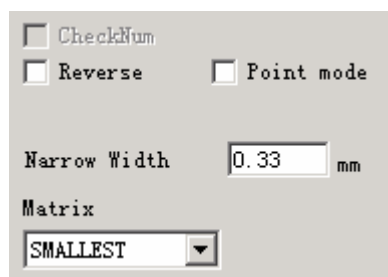 CheckNum
Reverse Point mode
Narrow Width 0.33 mm
Matrix
SMALLEST